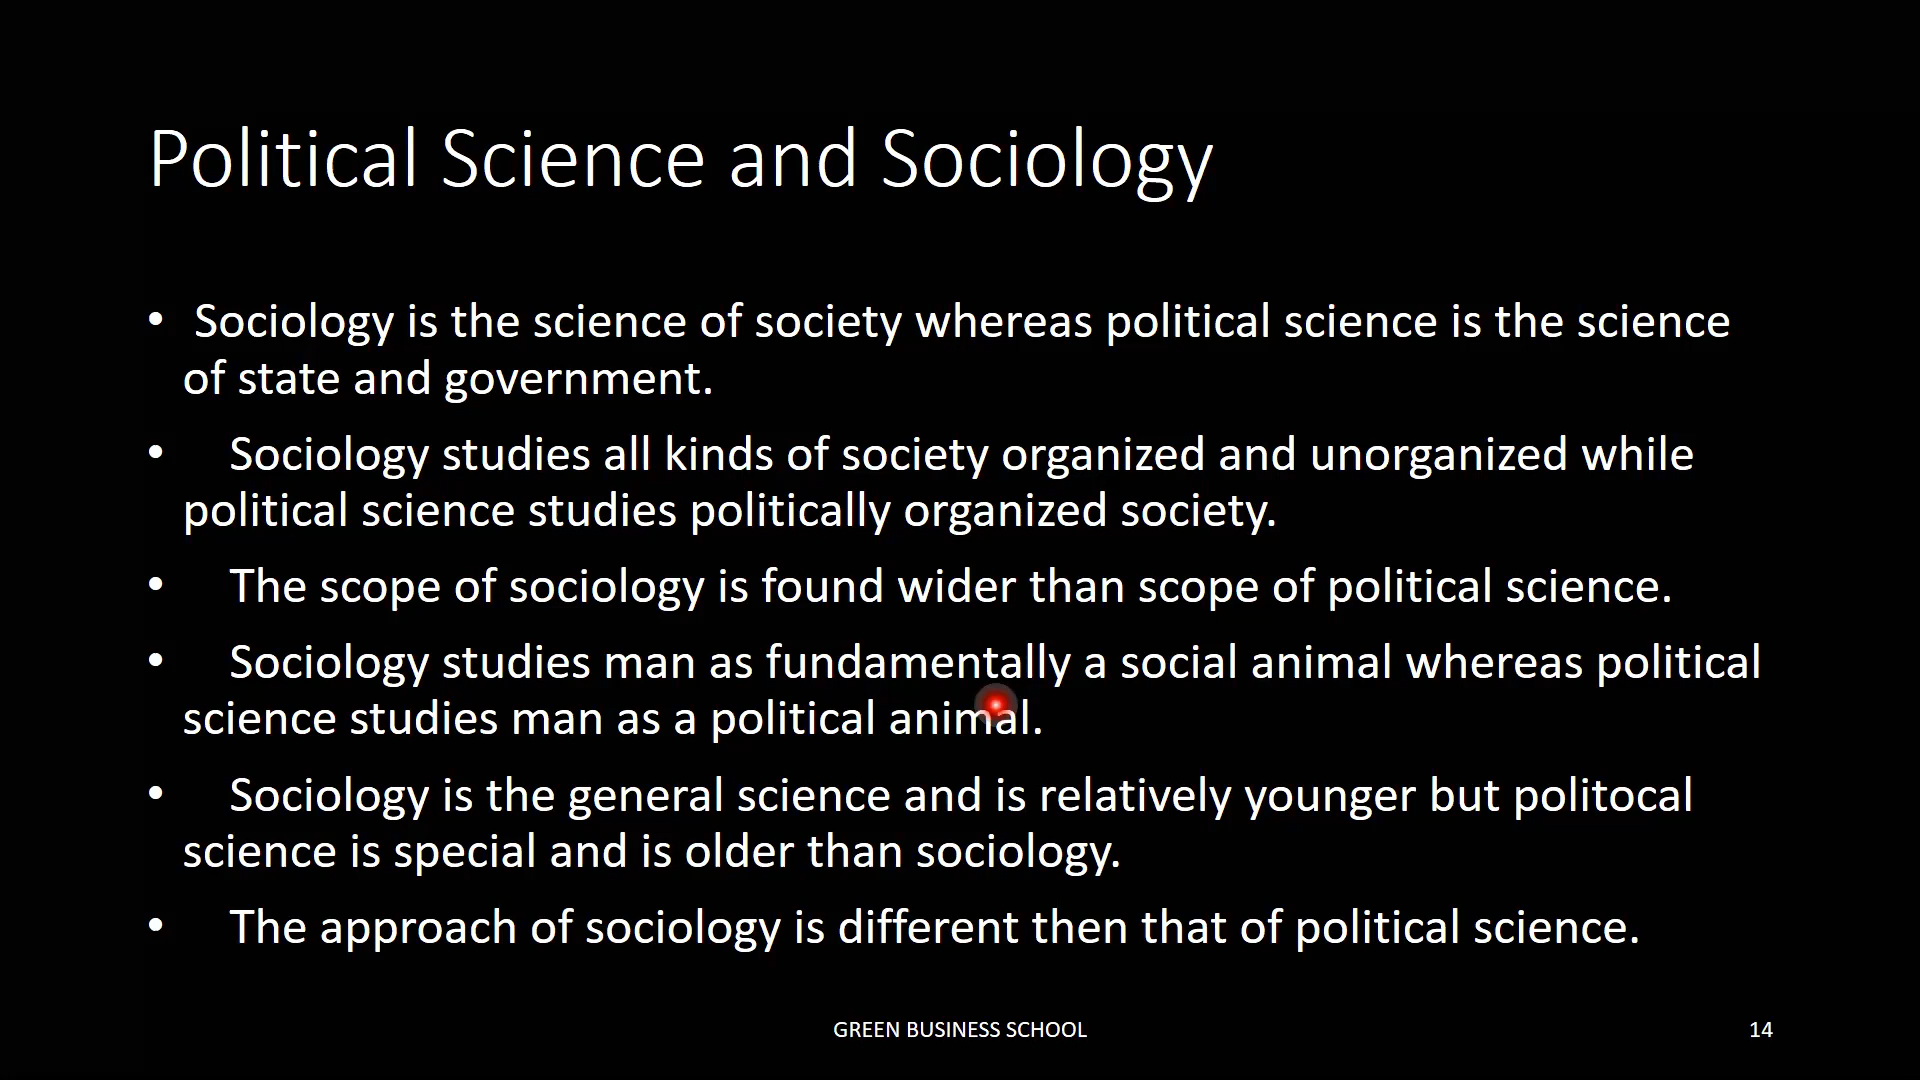 Political Science and Sociology
• Sociology is the science of society whereas political science is the science
of state and government.
• Sociology studies all kinds of society organized and unorganized while
political science studies politically organized society.
• The scope of sociology is found wider than scope of political science.
• Sociology studies man as fundamentally a social animal whereas political
science studies man as a political animal.
• Sociology is the general science and is relatively younger but politocal
science is special and is older than sociology.
• The approach of sociology is different then that of political science.
GREEN BUSINESS SCHOOL
14